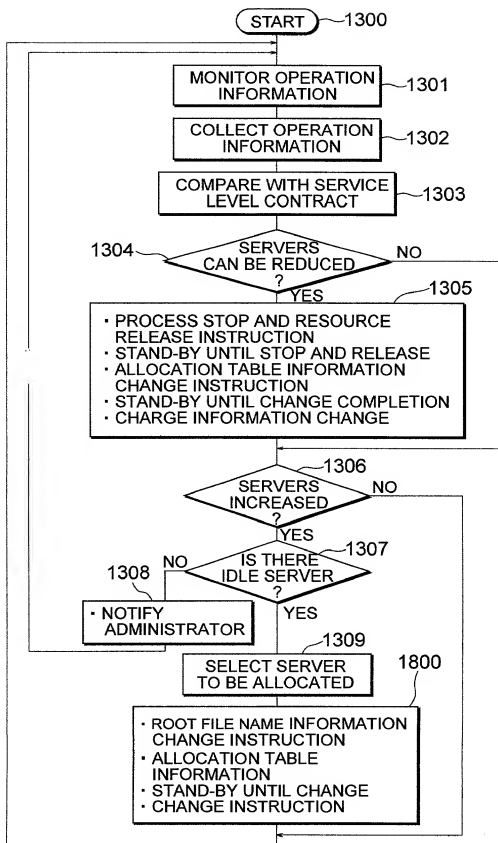 START
1300
MONITOR OPERATION
INFORMATION
1301
COLLECT OPERATION
INFORMATION
1302
COMPARE WITH SERVICE
LEVEL CONTRACT
1303
1304
SERVERS
CAN BE REDUCED
?
NO
YES
1305
· PROCESS STOP AND RESOURCE
RELEASE INSTRUCTION
· STAND-BY UNTIL STOP AND RELEASE
· ALLOCATION TABLE INFORMATION
CHANGE INSTRUCTION
· STAND-BY UNTIL CHANGE COMPLETION
· CHARGE INFORMATION CHANGE
1306
SERVERS
INCREASED
?
NO
YES
1307
IS THERE
IDLE SERVER
?
NO
YES
1308
· NOTIFY
ADMINISTRATOR
1309
SELECT SERVER
TO BE ALLOCATED
1800
· ROOT FILE NAME INFORMATION
CHANGE INSTRUCTION
· ALLOCATION TABLE
INFORMATION
· STAND-BY UNTIL CHANGE
· CHANGE INSTRUCTION